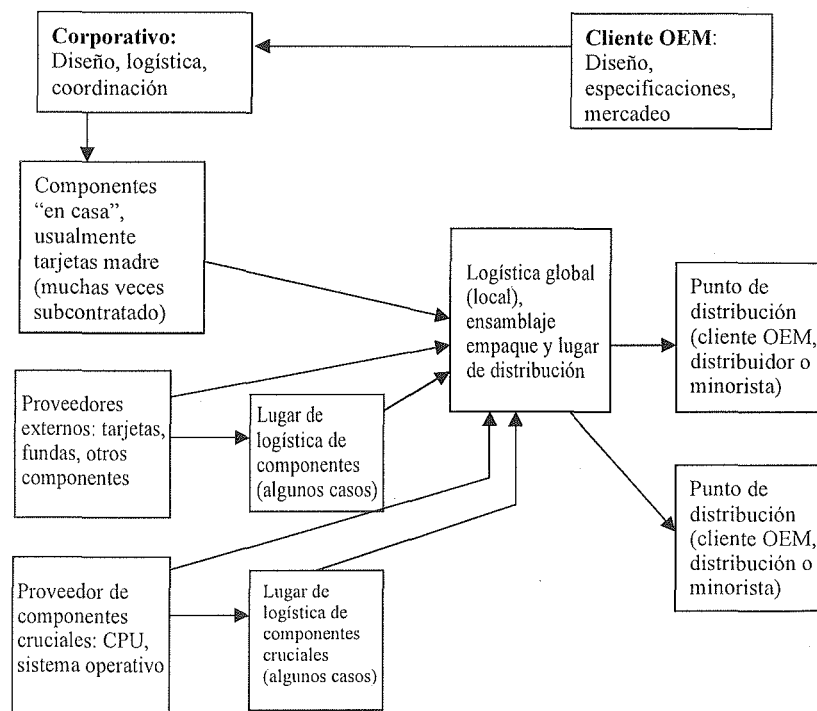 Corporativo:
Diseño, logística,
coordinación
Cliente OEM:
Diseño,
especificaciones,
mercadeo
Componentes
“en casa”,
usualmente
tarjetas madre
(muchas veces
subcontratado)
Logística global
(local),
ensamblaje
empaque y lugar
de distribución
Punto de
distribución
(cliente OEM,
distribuidor o
minorista)
Proveedores
externos: tarjetas,
fundas, otros
componentes
Lugar de
logística de
componentes
(algunos casos)
Punto de
distribución
(cliente OEM,
distribución o
minorista)
Proveedor de
componentes
cruciales: CPU,
sistema operativo
Lugar de
logística de
componentes
cruciales
(algunos casos)